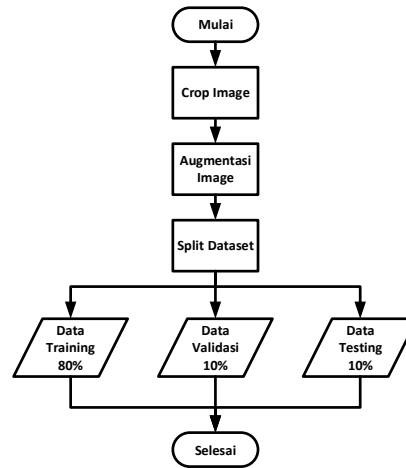 Mulai
Crop Image
Augmentasi
Image
Split Dataset
Data
Training
80%
Data
Validasi
10%
Data
Testing
10%
Selesai